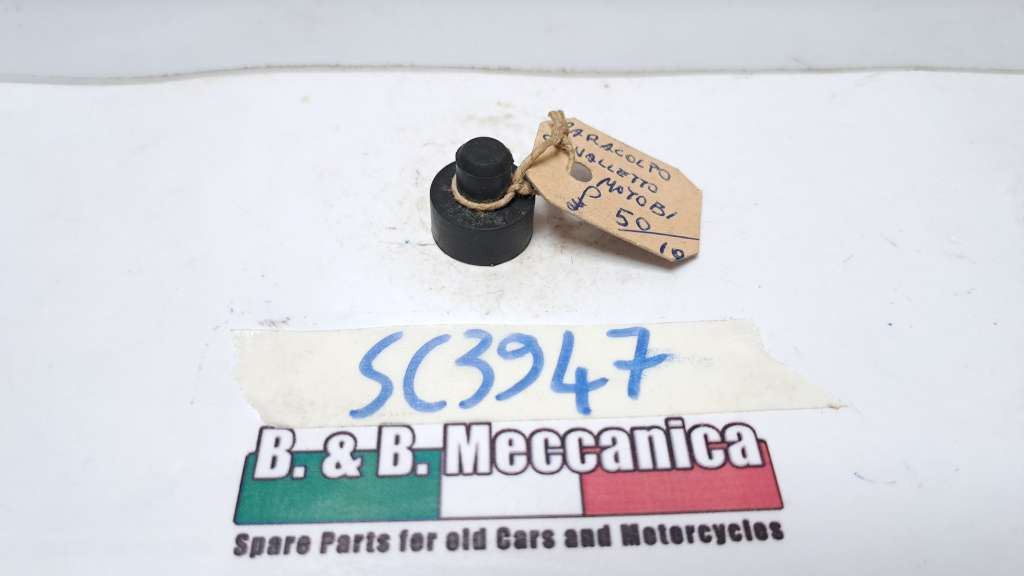 PARACOLPO
CAVALLETTO
MOTOBI
50
10
SC3947
B. & B. Meccanica
Spare Parts for old Cars and Motorcycles